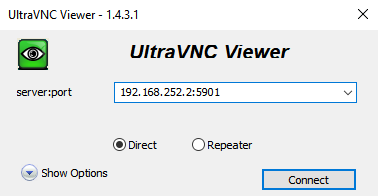 UltraVNC Viewer - 1.4.3.1
UltraVNC Viewer
server:port 192.168.252.2:5901
Direct Repeater
Show Options Connect